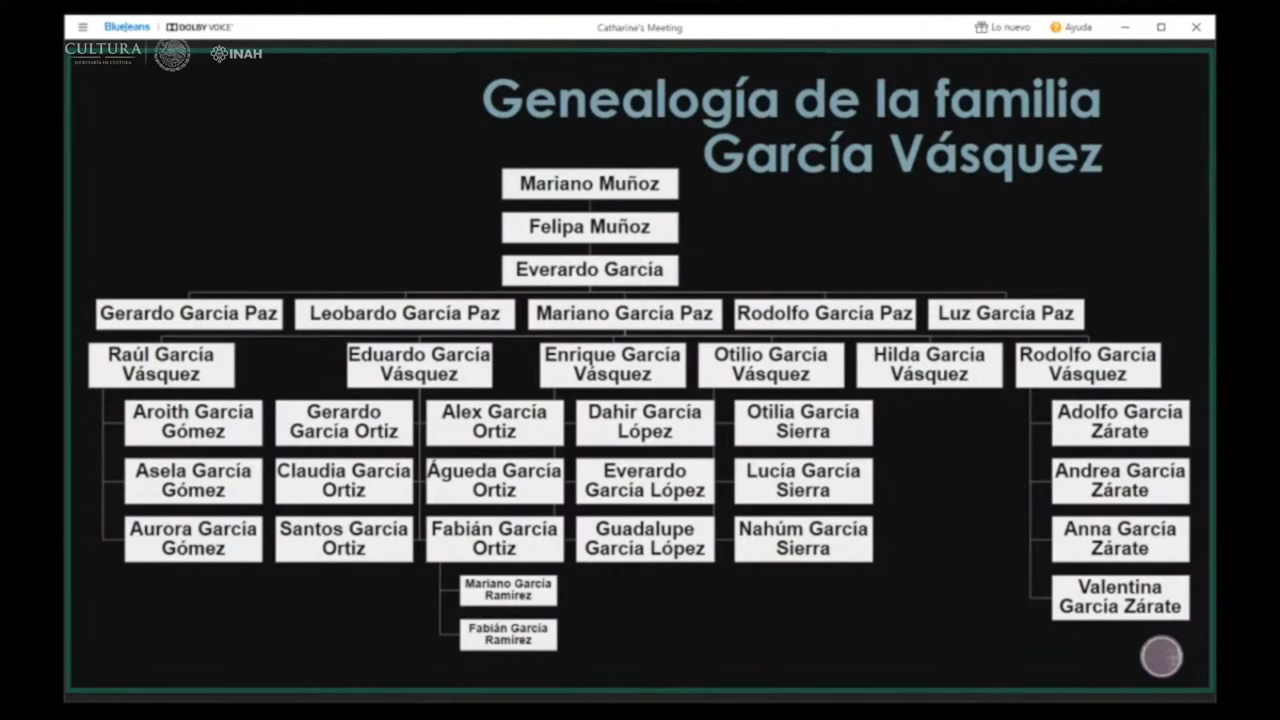 BlueJeans
DOLBY VOICE
Catharine's Meeting
Lo nuevo
Ayuda
CULTURA
SECRETARÍA DE CULTURA
INAH
Genealogía de la familia
García Vásquez
Mariano Muñoz
Felipa Muñoz
Everardo García
Gerardo García Paz
Leobardo García Paz
Mariano García Paz
Rodolfo García Paz
Luz García Paz
Raúl García
Vásquez
Eduardo García
Vásquez
Enrique García
Vásquez
Otilio García
Vásquez
Hilda García
Vásquez
Rodolfo García
Vásquez
Aroith García
Gómez
Gerardo
García Ortiz
Alex García
Ortiz
Dahir García
López
Otilia García
Sierra
Adolfo García
Zárate
Asela García
Gómez
Claudia García
Ortiz
Águeda García
Ortiz
Everardo
García López
Lucía García
Sierra
Andrea García
Zárate
Aurora García
Gómez
Santos García
Ortiz
Fabián García
Ortiz
Guadalupe
García López
Nahúm García
Sierra
Anna García
Zárate
Mariano García
Ramírez
Valentina
García Zárate
Fabián García
Ramírez